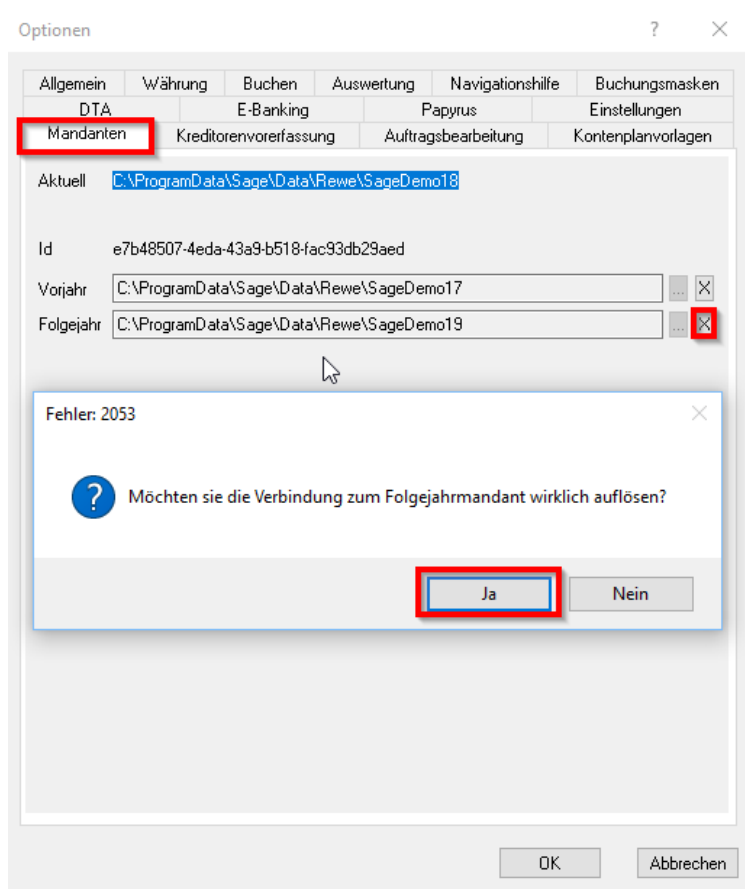 Optionen ? ×
Allgemein Währung Buchen Auswertung Navigationshilfe Buchungsmasken
DTA E-Banking Papyrus Einstellungen
Mandanten Kreditorenvorerfassung Auftragsbearbeitung Kontenplanvorlagen
Aktuell C:\ProgramData\Sage\Data\Rewe\SageDemo18
Id e7b48507-4eda-43a9-b518-fac93db29aed
Vorjahr C:\ProgramData\Sage\Data\Rewe\SageDemo17 ... X
Folgejahr C:\ProgramData\Sage\Data\Rewe\SageDemo19 ... X
Fehler: 2053 ×
? Möchten sie die Verbindung zum Folgejahrmandant wirklich auflösen?
Ja Nein
OK Abbrechen